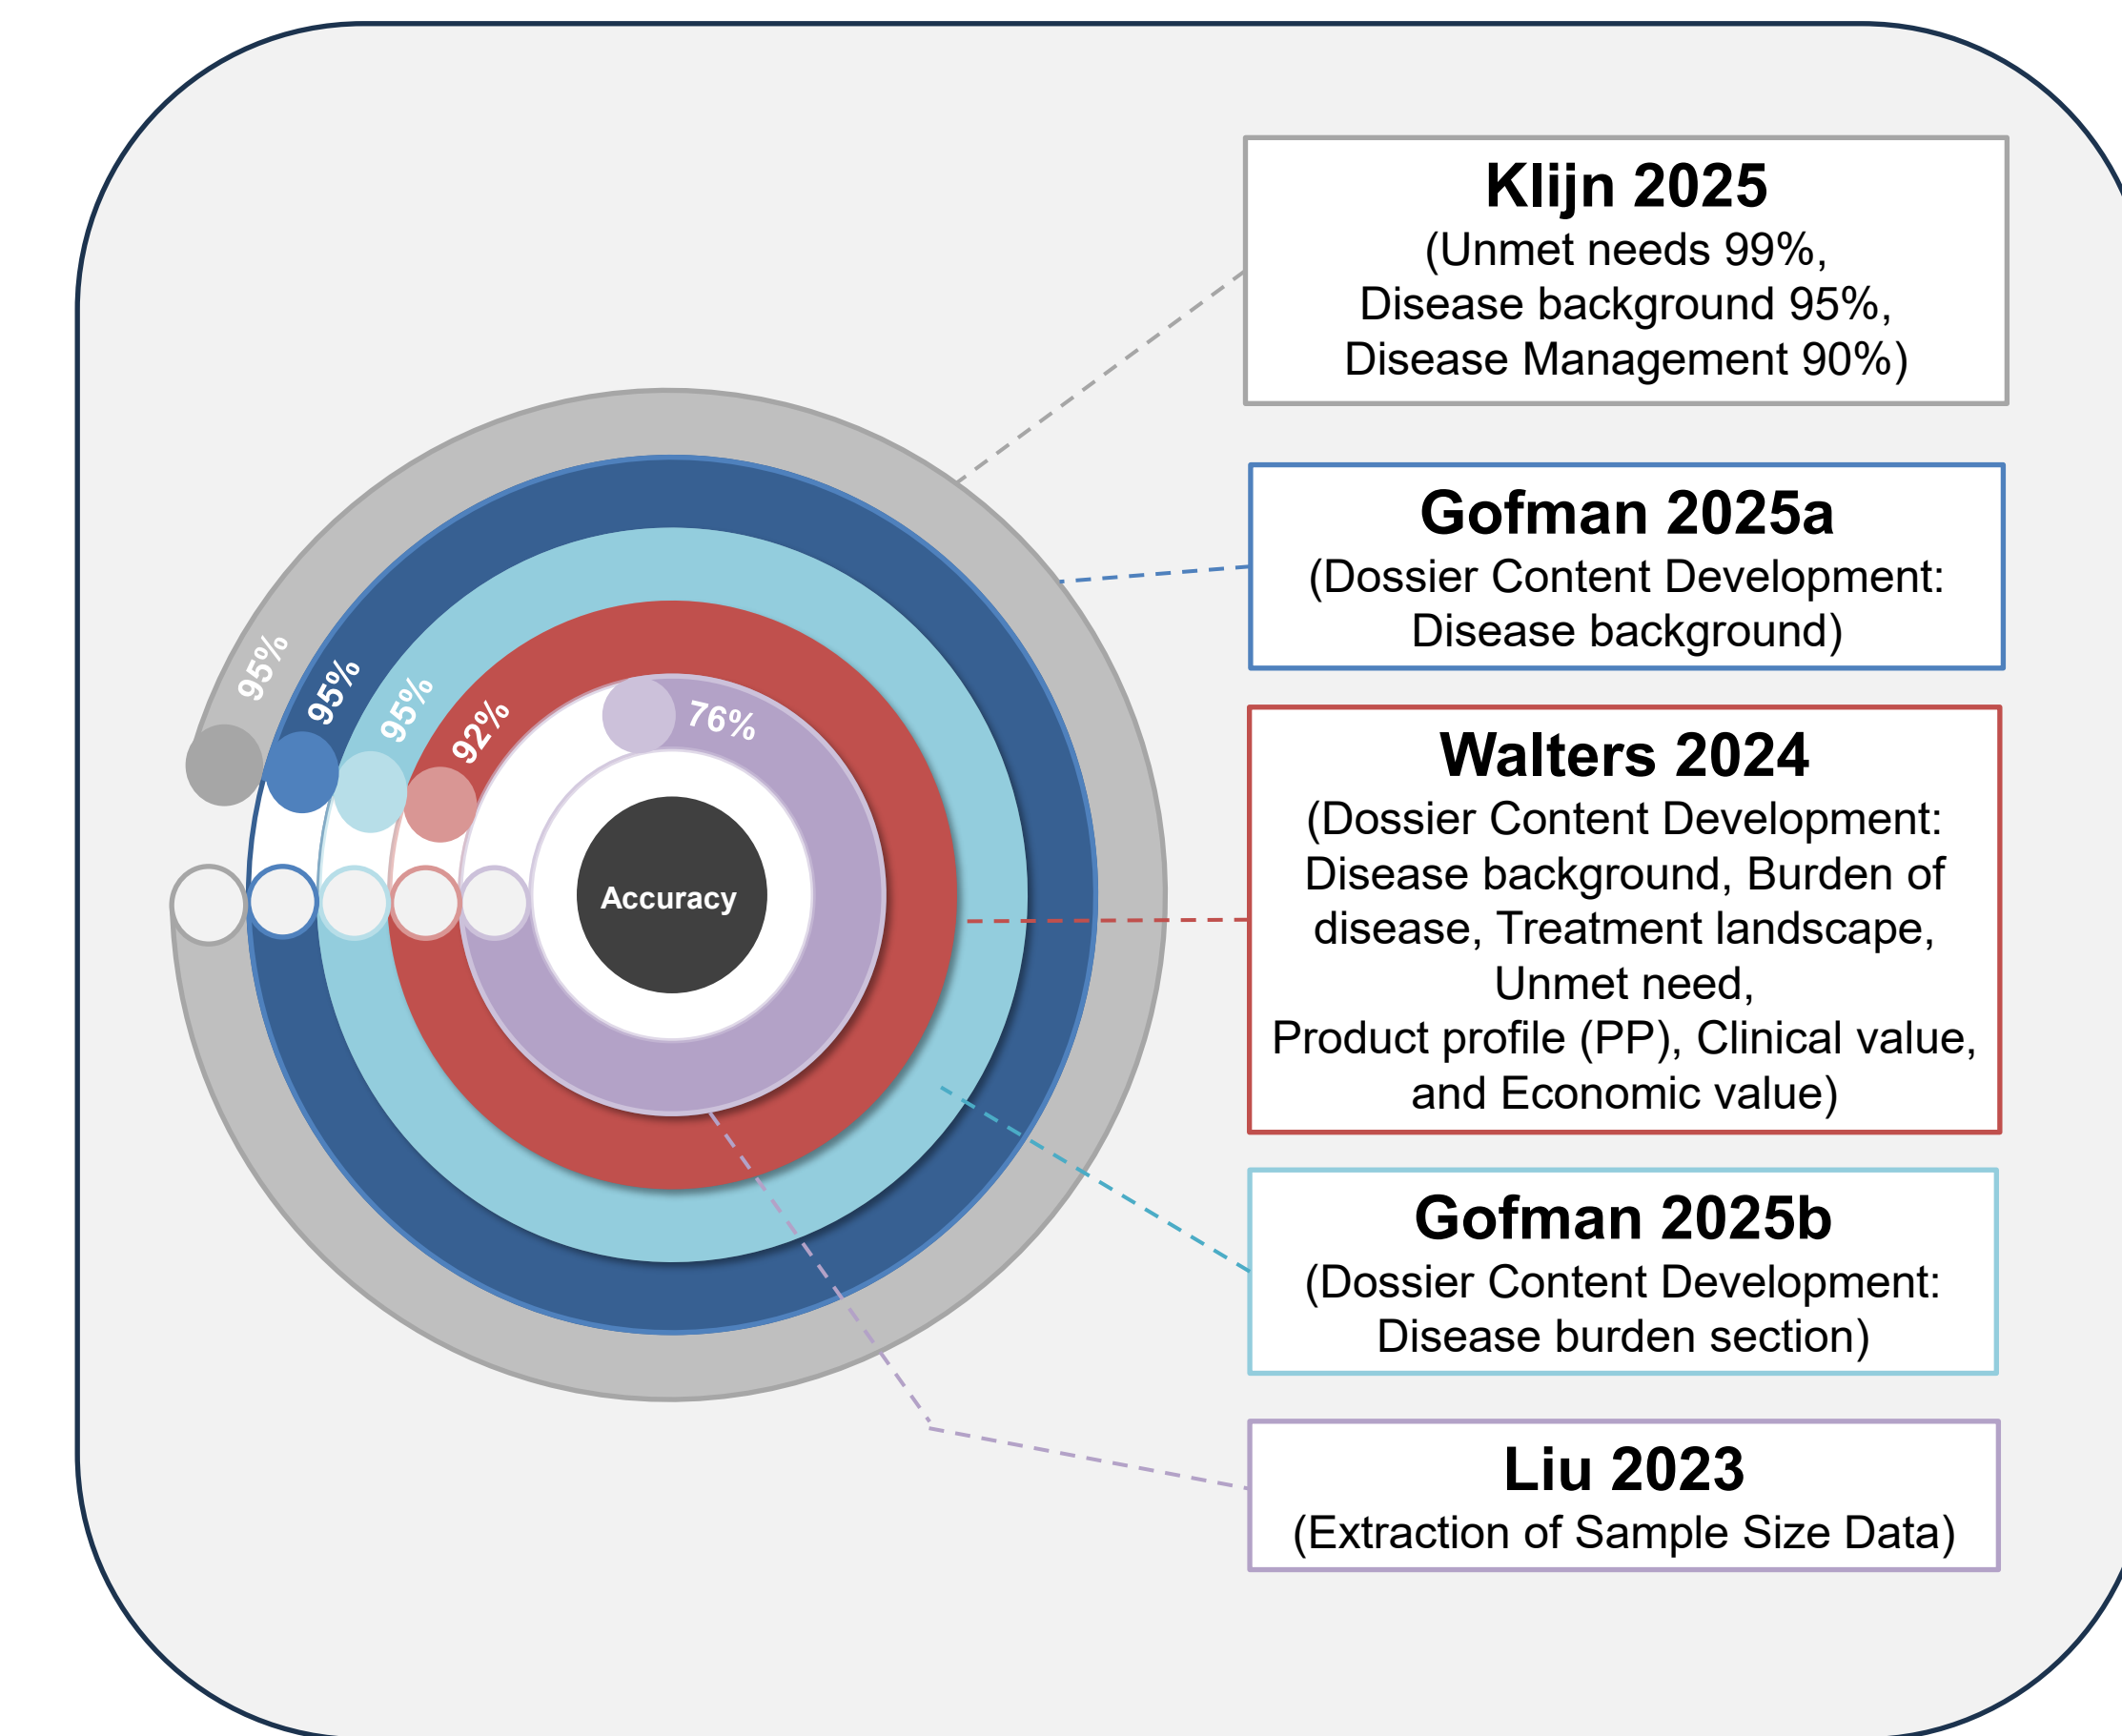 Klijn 2025
(Unmet needs 99%,
Disease background 95%,
Disease Management 90%)
Gofman 2025a
(Dossier Content Development:
Disease background)
95%
95%
95%
92%
76%
Accuracy
Walters 2024
(Dossier Content Development:
Disease background, Burden of
disease, Treatment landscape,
Unmet need,
Product profile (PP), Clinical value,
and Economic value)
Gofman 2025b
(Dossier Content Development:
Disease burden section)
Liu 2023
(Extraction of Sample Size Data)